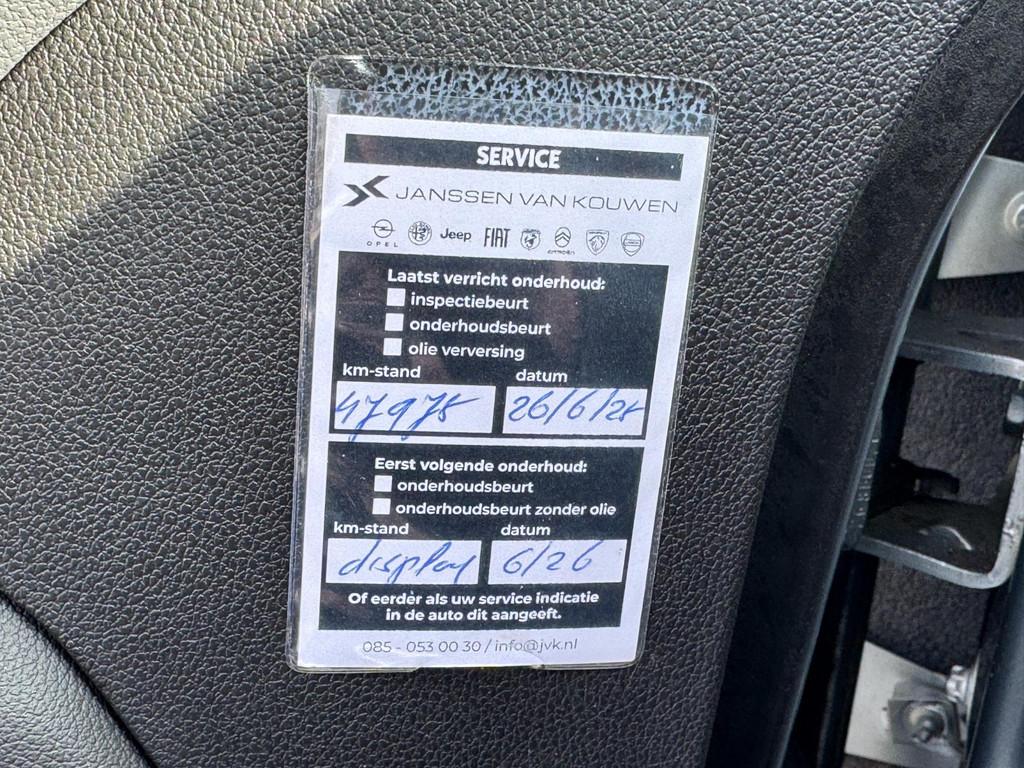 SERVICE
JANSSEN VAN KOUWEN
OPEL Jeep FIAT CITROËN
Laatst verricht onderhoud:
inspectiebeurt
onderhoudsbeurt
olie verversing
km-stand datum
47975 26/6/25
Eerst volgende onderhoud:
onderhoudsbeurt
onderhoudsbeurt zonder olie
km-stand datum
display 6/26
Of eerder als uw service indicatie
in de auto dit aangeeft.
085 - 053 00 30 / info@jvk.nl